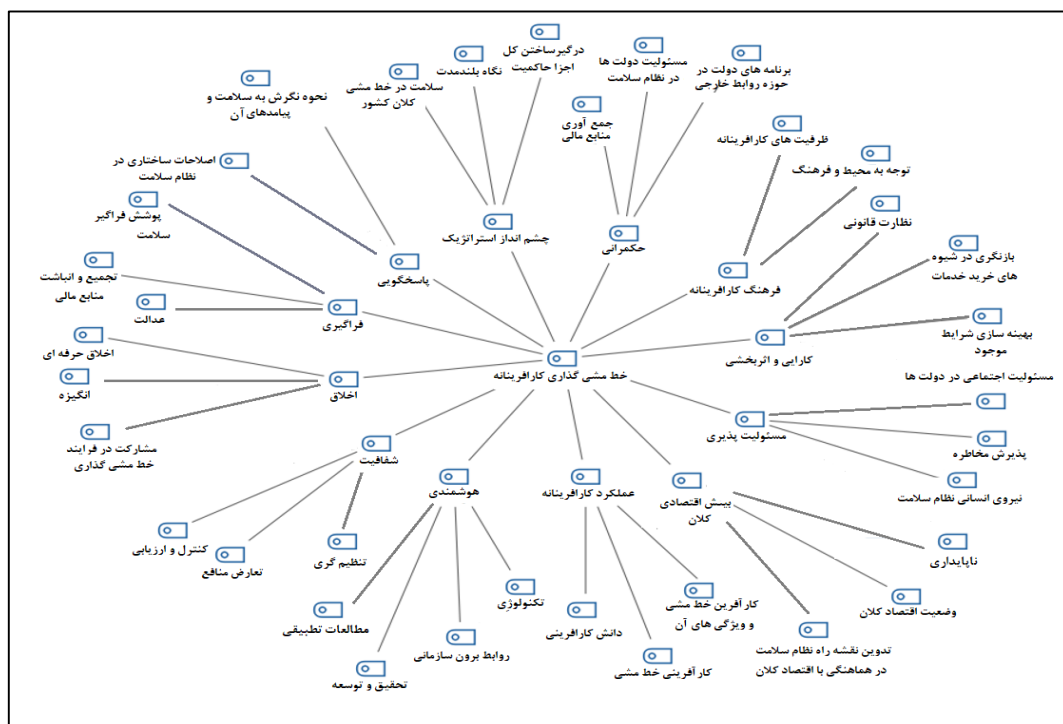 درگیرساختن کل
اجزا حاکمیت
نگاه بلندمدت
سلامت در خط مشی
کلان کشور
نحوه نگرش به سلامت و
پیامدهای آن
مسئولیت دولت ها
در نظام سلامت
برنامه های دولت در
حوزه روابط خارجی
جمع آوری
منابع مالی
ظرفیت های کارافرینانه
توجه به محیط و فرهنگ
نظارت قانونی
بازنگری در شیوه
های خرید خدمات
بهینه سازی شرایط
موجود
اصلاحات ساختاری در
نظام سلامت
پوشش فراگیر
سلامت
تجمیع و انباشت
منابع مالی
عدالت
اخلاق حرفه ای
انگیزه
مشارکت در فرایند
خط مشی گذاری
چشم انداز استراتژیک
حکمرانی
پاسخگویی
فرهنگ کارافرینانه
فراگیری
کارایی و اثربخشی
خط مشی گذاری کارافرینانه
اخلاق
مسئولیت پذیری
مسئولیت اجتماعی در دولت ها
پذیرش مخاطره
نیروی انسانی نظام سلامت
شفافیت
هوشمندی
عملکرد کارافرینانه
بینش اقتصادی
کلان
کنترل و ارزیابی
تعارض منافع
تنظیم گری
مطالعات تطبیقی
تحقیق و توسعه
روابط برون سازمانی
تکنولوژی
دانش کارافرینی
کارآفرینی خط مشی
کارآفرین خط مشی
و ویژگی های آن
ناپایداری
وضعیت اقتصاد کلان
تدوین نقشه راه نظام سلامت
در هماهنگی با اقتصاد کلان